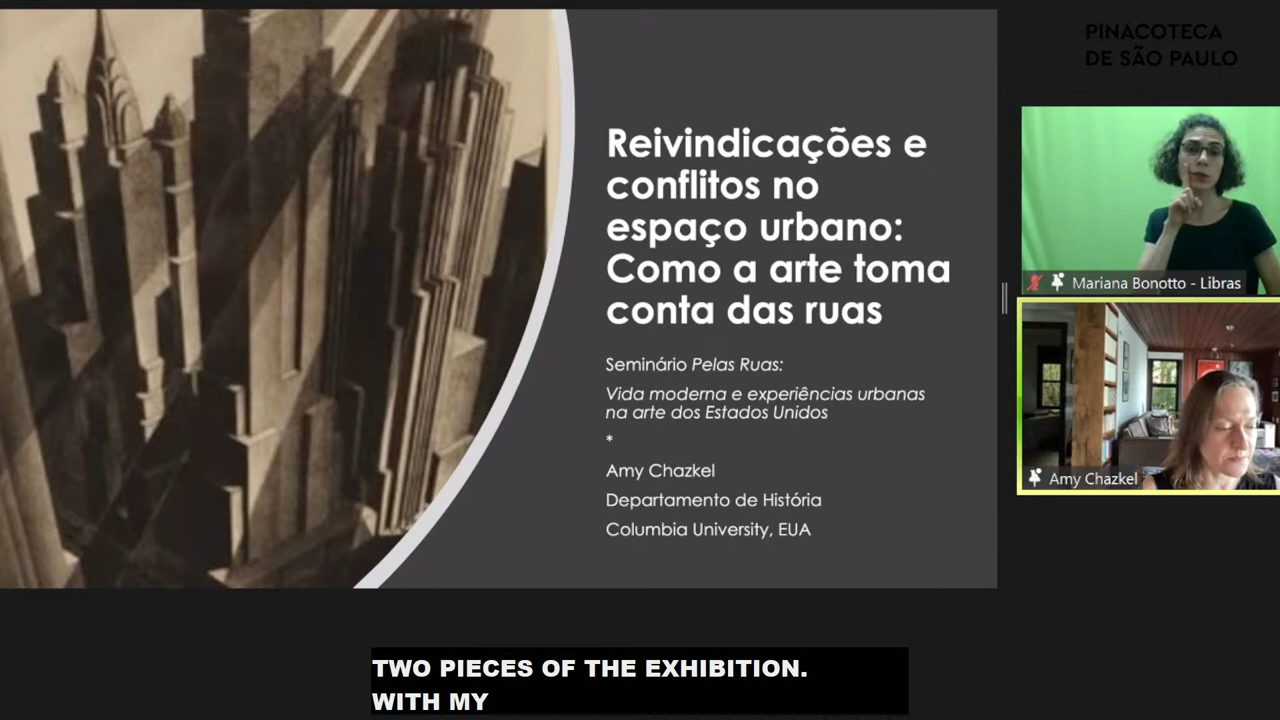 PINACOTECA
DE SÃO PAULO
Reivindicações e
conflitos no
espaço urbano:
Como a arte toma
conta das ruas
Seminário Pelas Ruas:
Vida moderna e experiências urbanas
na arte dos Estados Unidos
*
Amy Chazkel
Departamento de História
Columbia University, EUA
Mariana Bonotto - Libras
Amy Chazkel
TWO PIECES OF THE EXHIBITION.
WITH MY